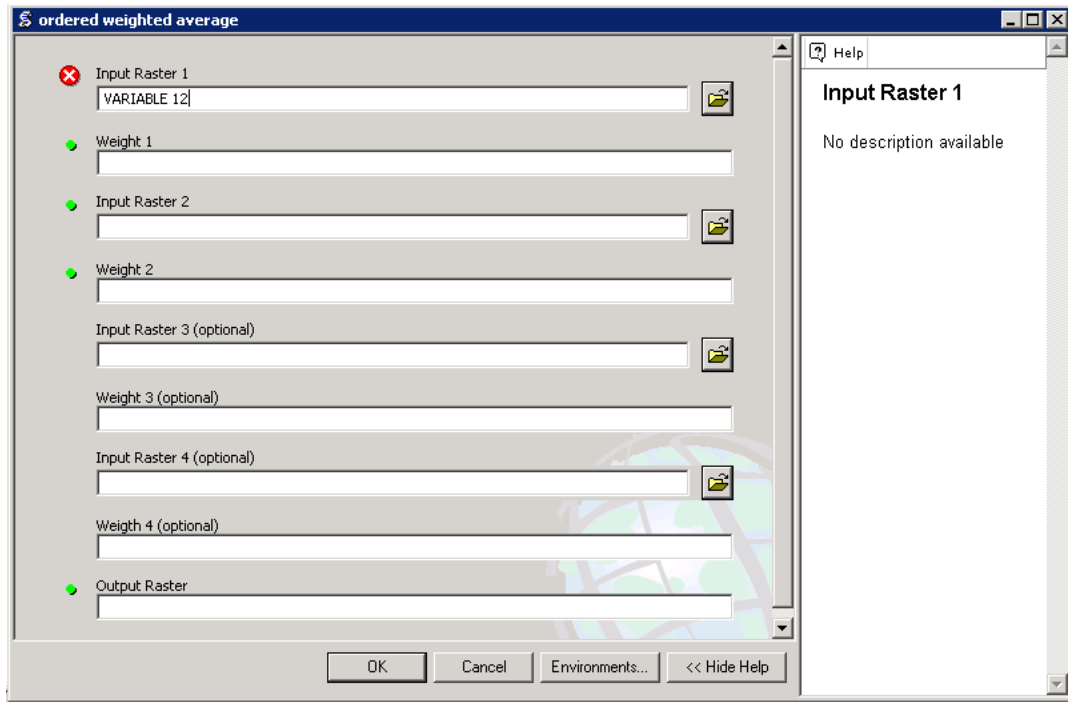 ordered weighted average
Input Raster 1
VARIABLE 12
Weight 1
Input Raster 2
Weight 2
Input Raster 3 (optional)
Weight 3 (optional)
Input Raster 4 (optional)
Weigth 4 (optional)
Output Raster
OK
Cancel
Environments...
<< Hide Help
Help
Input Raster 1
No description available